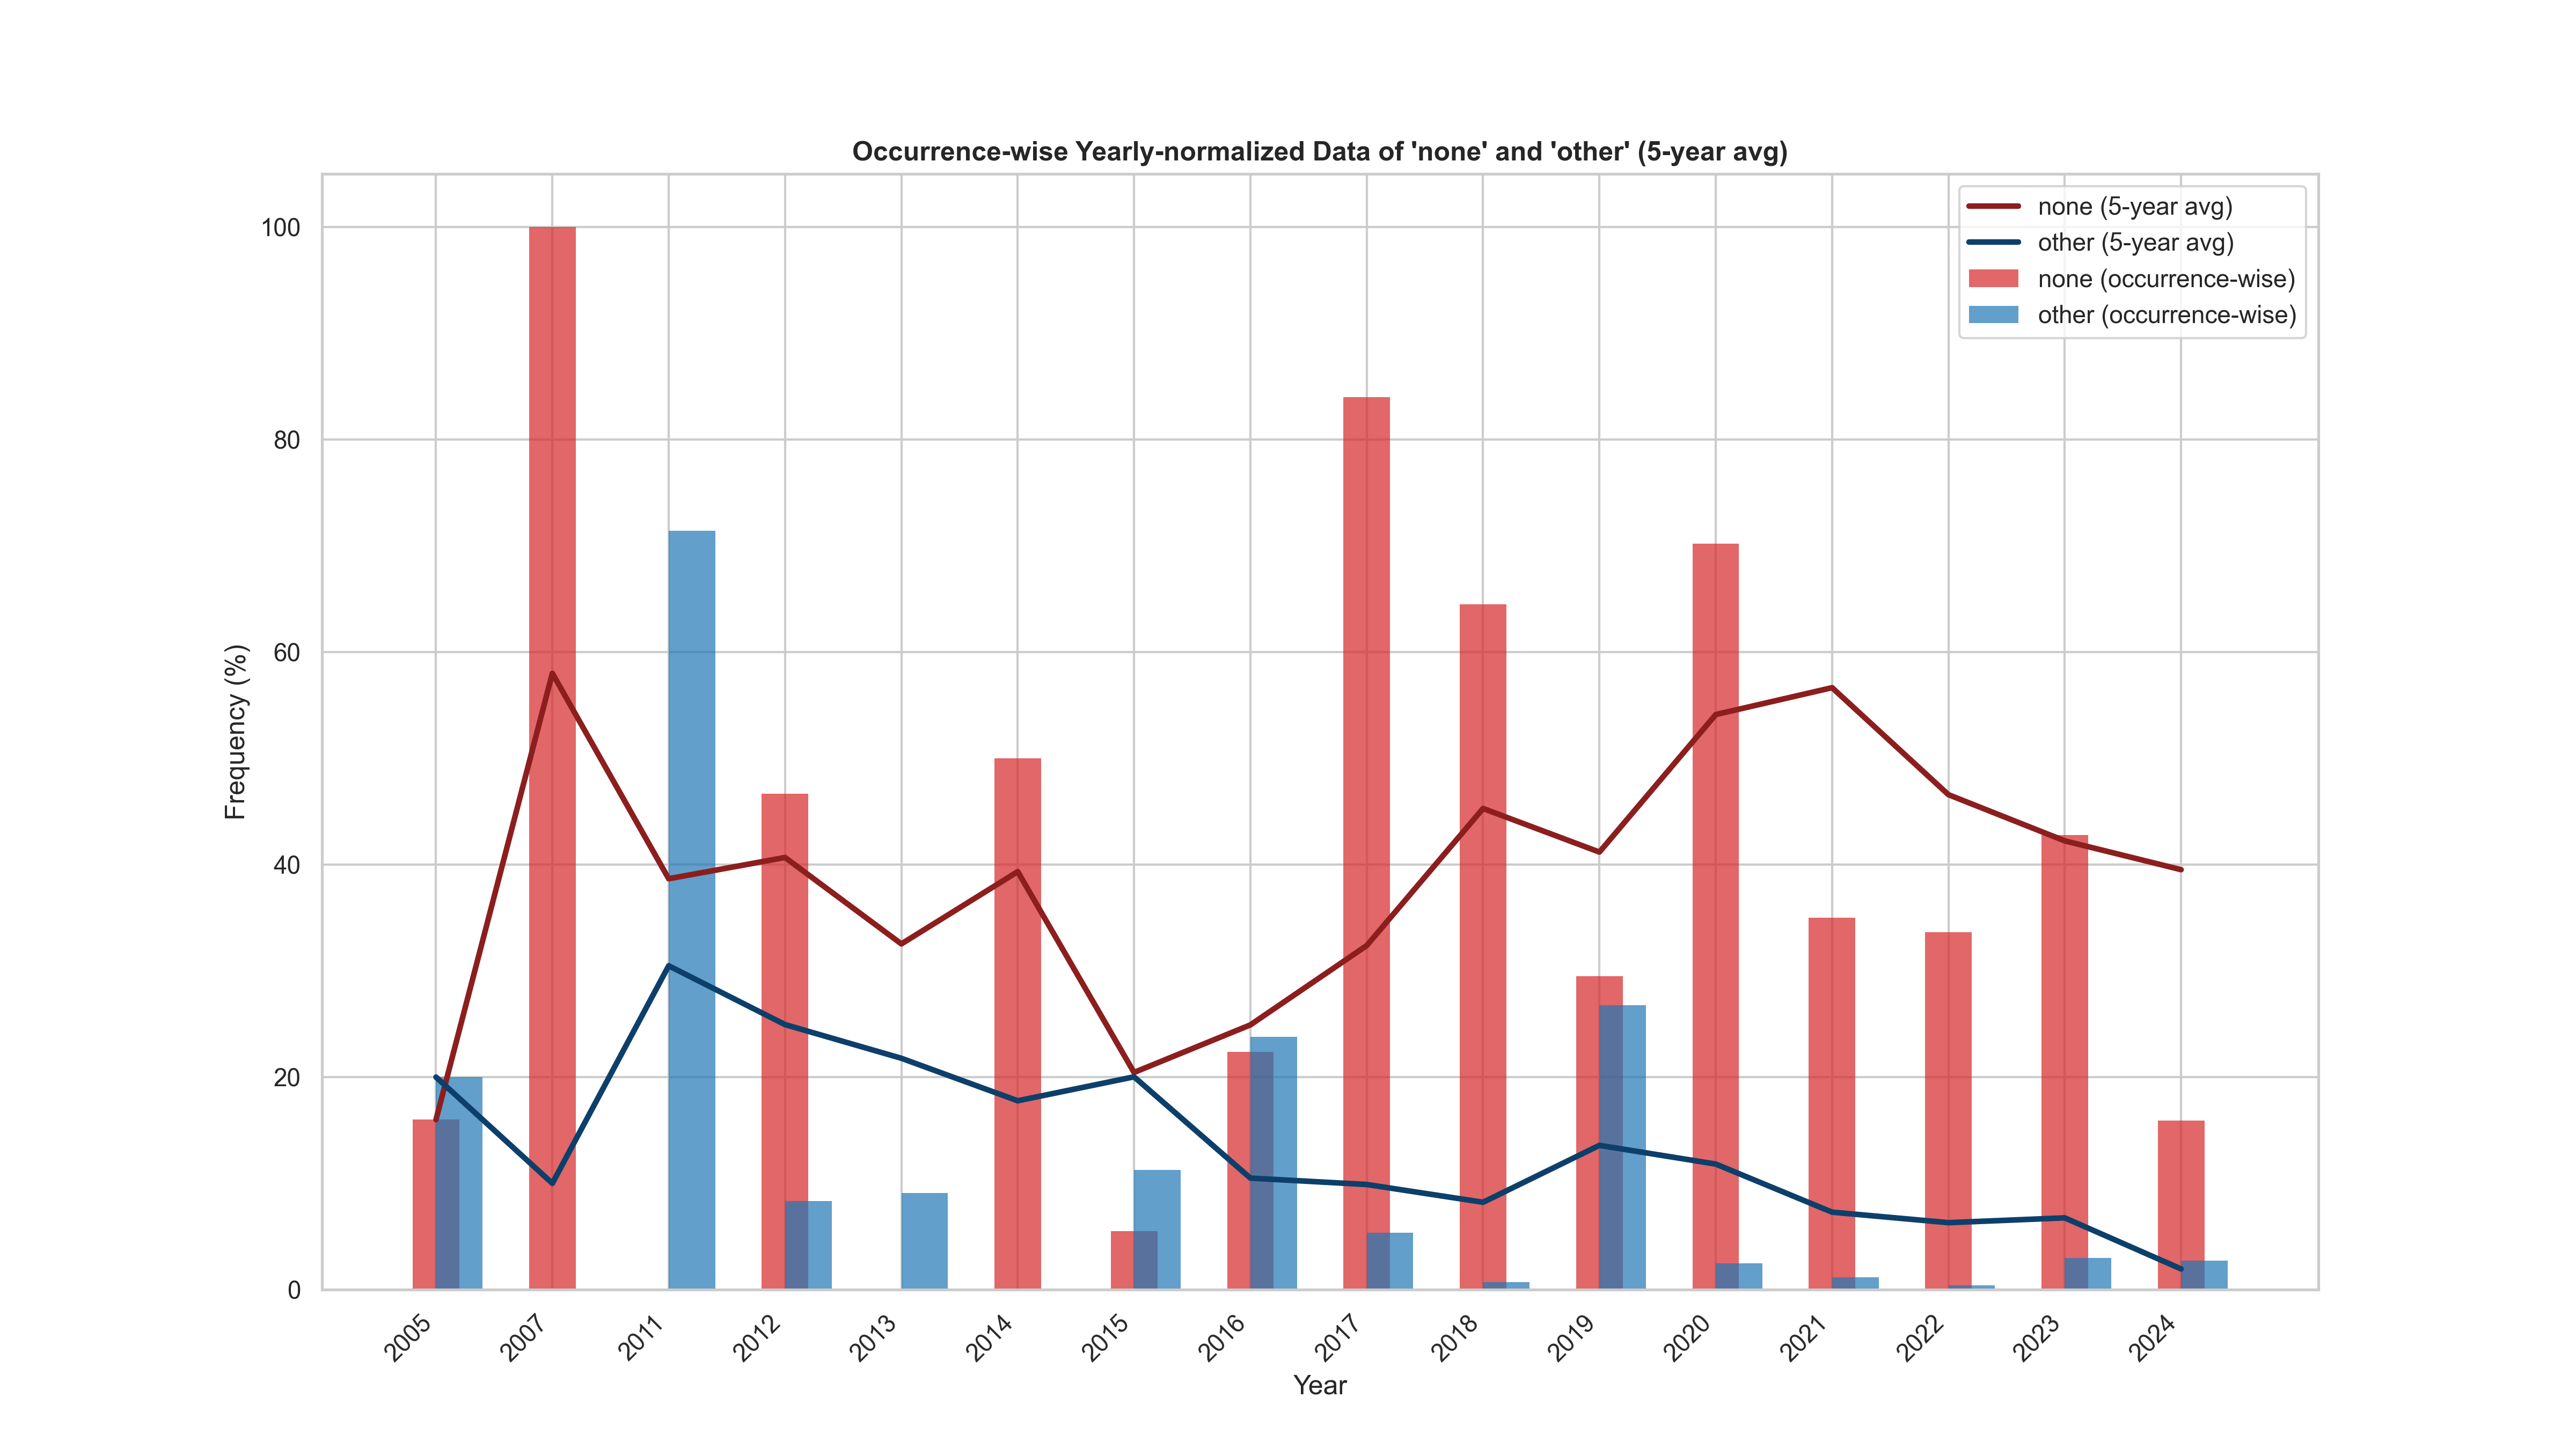 Occurrence-wise Yearly-normalized Data of 'none' and 'other' (5-year avg)
none (5-year avg)
other (5-year avg)
none (occurrence-wise)
other (occurrence-wise)
Frequency (%)
100
80
60
40
20
0
2005 2007 2011 2012 2013 2014 2015 2016 2017 2018 2019 2020 2021 2022 2023 2024
Year